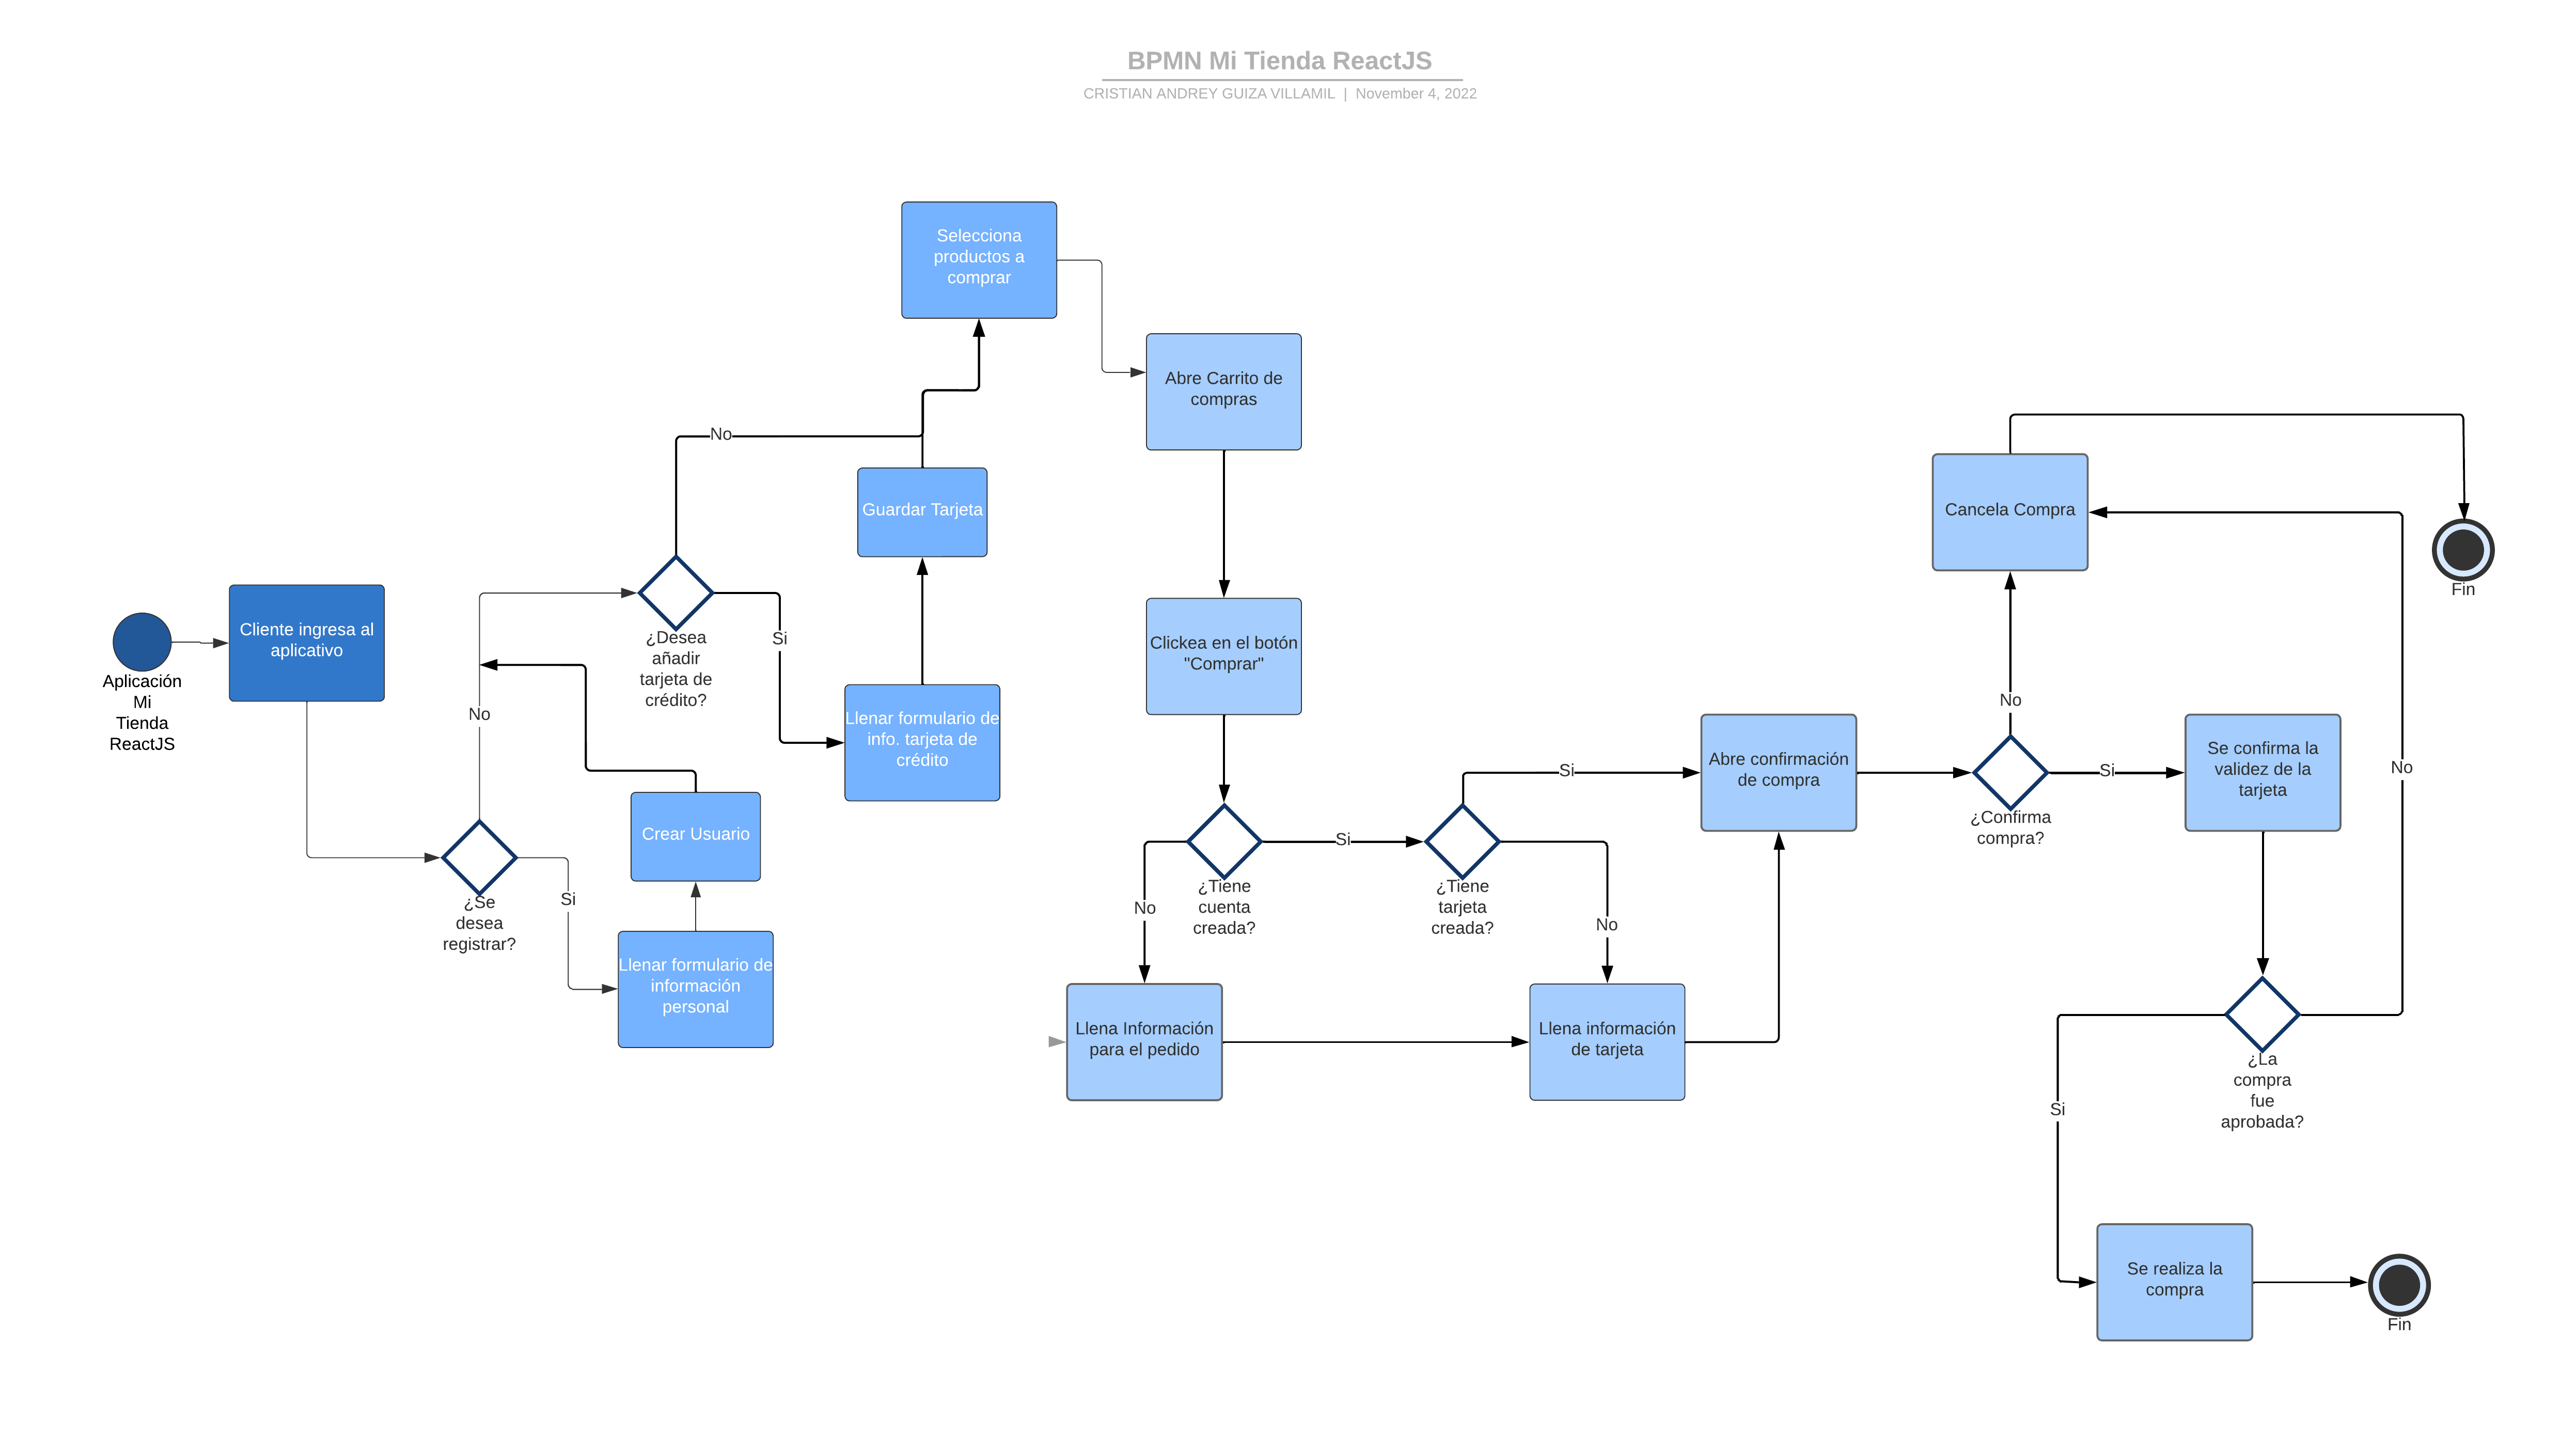 BPMN Mi Tienda ReactJS
CRISTIAN ANDREY GUIZA VILLAMIL | November 4, 2022
Selecciona
productos a
comprar
Abre Carrito de
compras
No
Guardar Tarjeta
Cancela Compra
Fin
Cliente ingresa al
aplicativo
Aplicación
Mi
Tienda
ReactJS
¿Desea
añadir
tarjeta de
crédito?
Si
Clickea en el botón
"Comprar"
No
Llenar formulario de
info. tarjeta de
crédito
Crear Usuario
¿Se
desea
registrar?
Si
Llenar formulario de
información
personal
¿Tiene
cuenta
creada?
No
Si
¿Tiene
tarjeta
creada?
Si
No
Llena Información
para el pedido
Llena información
de tarjeta
Abre confirmación
de compra
No
¿Confirma
compra?
Si
Se confirma la
validez de la
tarjeta
No
¿La
compra
fue
aprobada?
Si
Se realiza la
compra
Fin